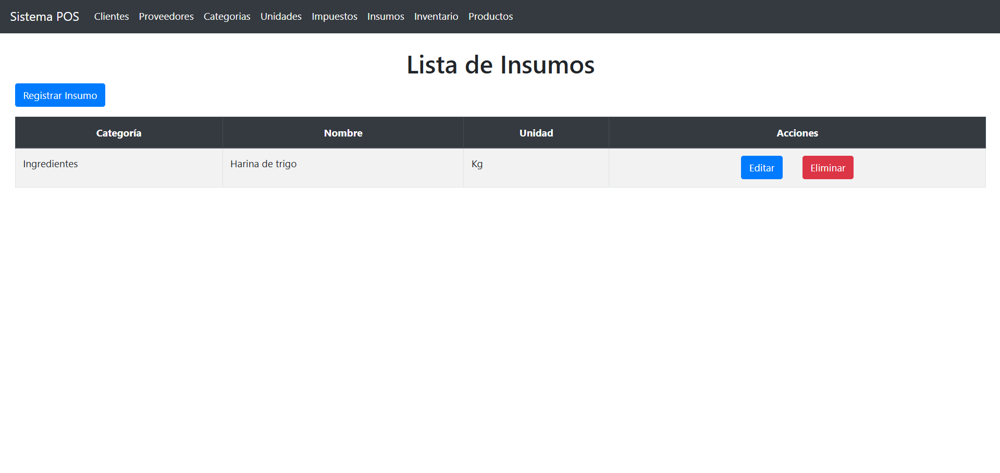 Sistema POS Clientes Proveedores Categorias Unidades Impuestos Insumos Inventario Productos
Lista de Insumos
Registrar Insumo
Categoría Nombre Unidad Acciones
Ingredientes Harina de trigo Kg Editar Eliminar